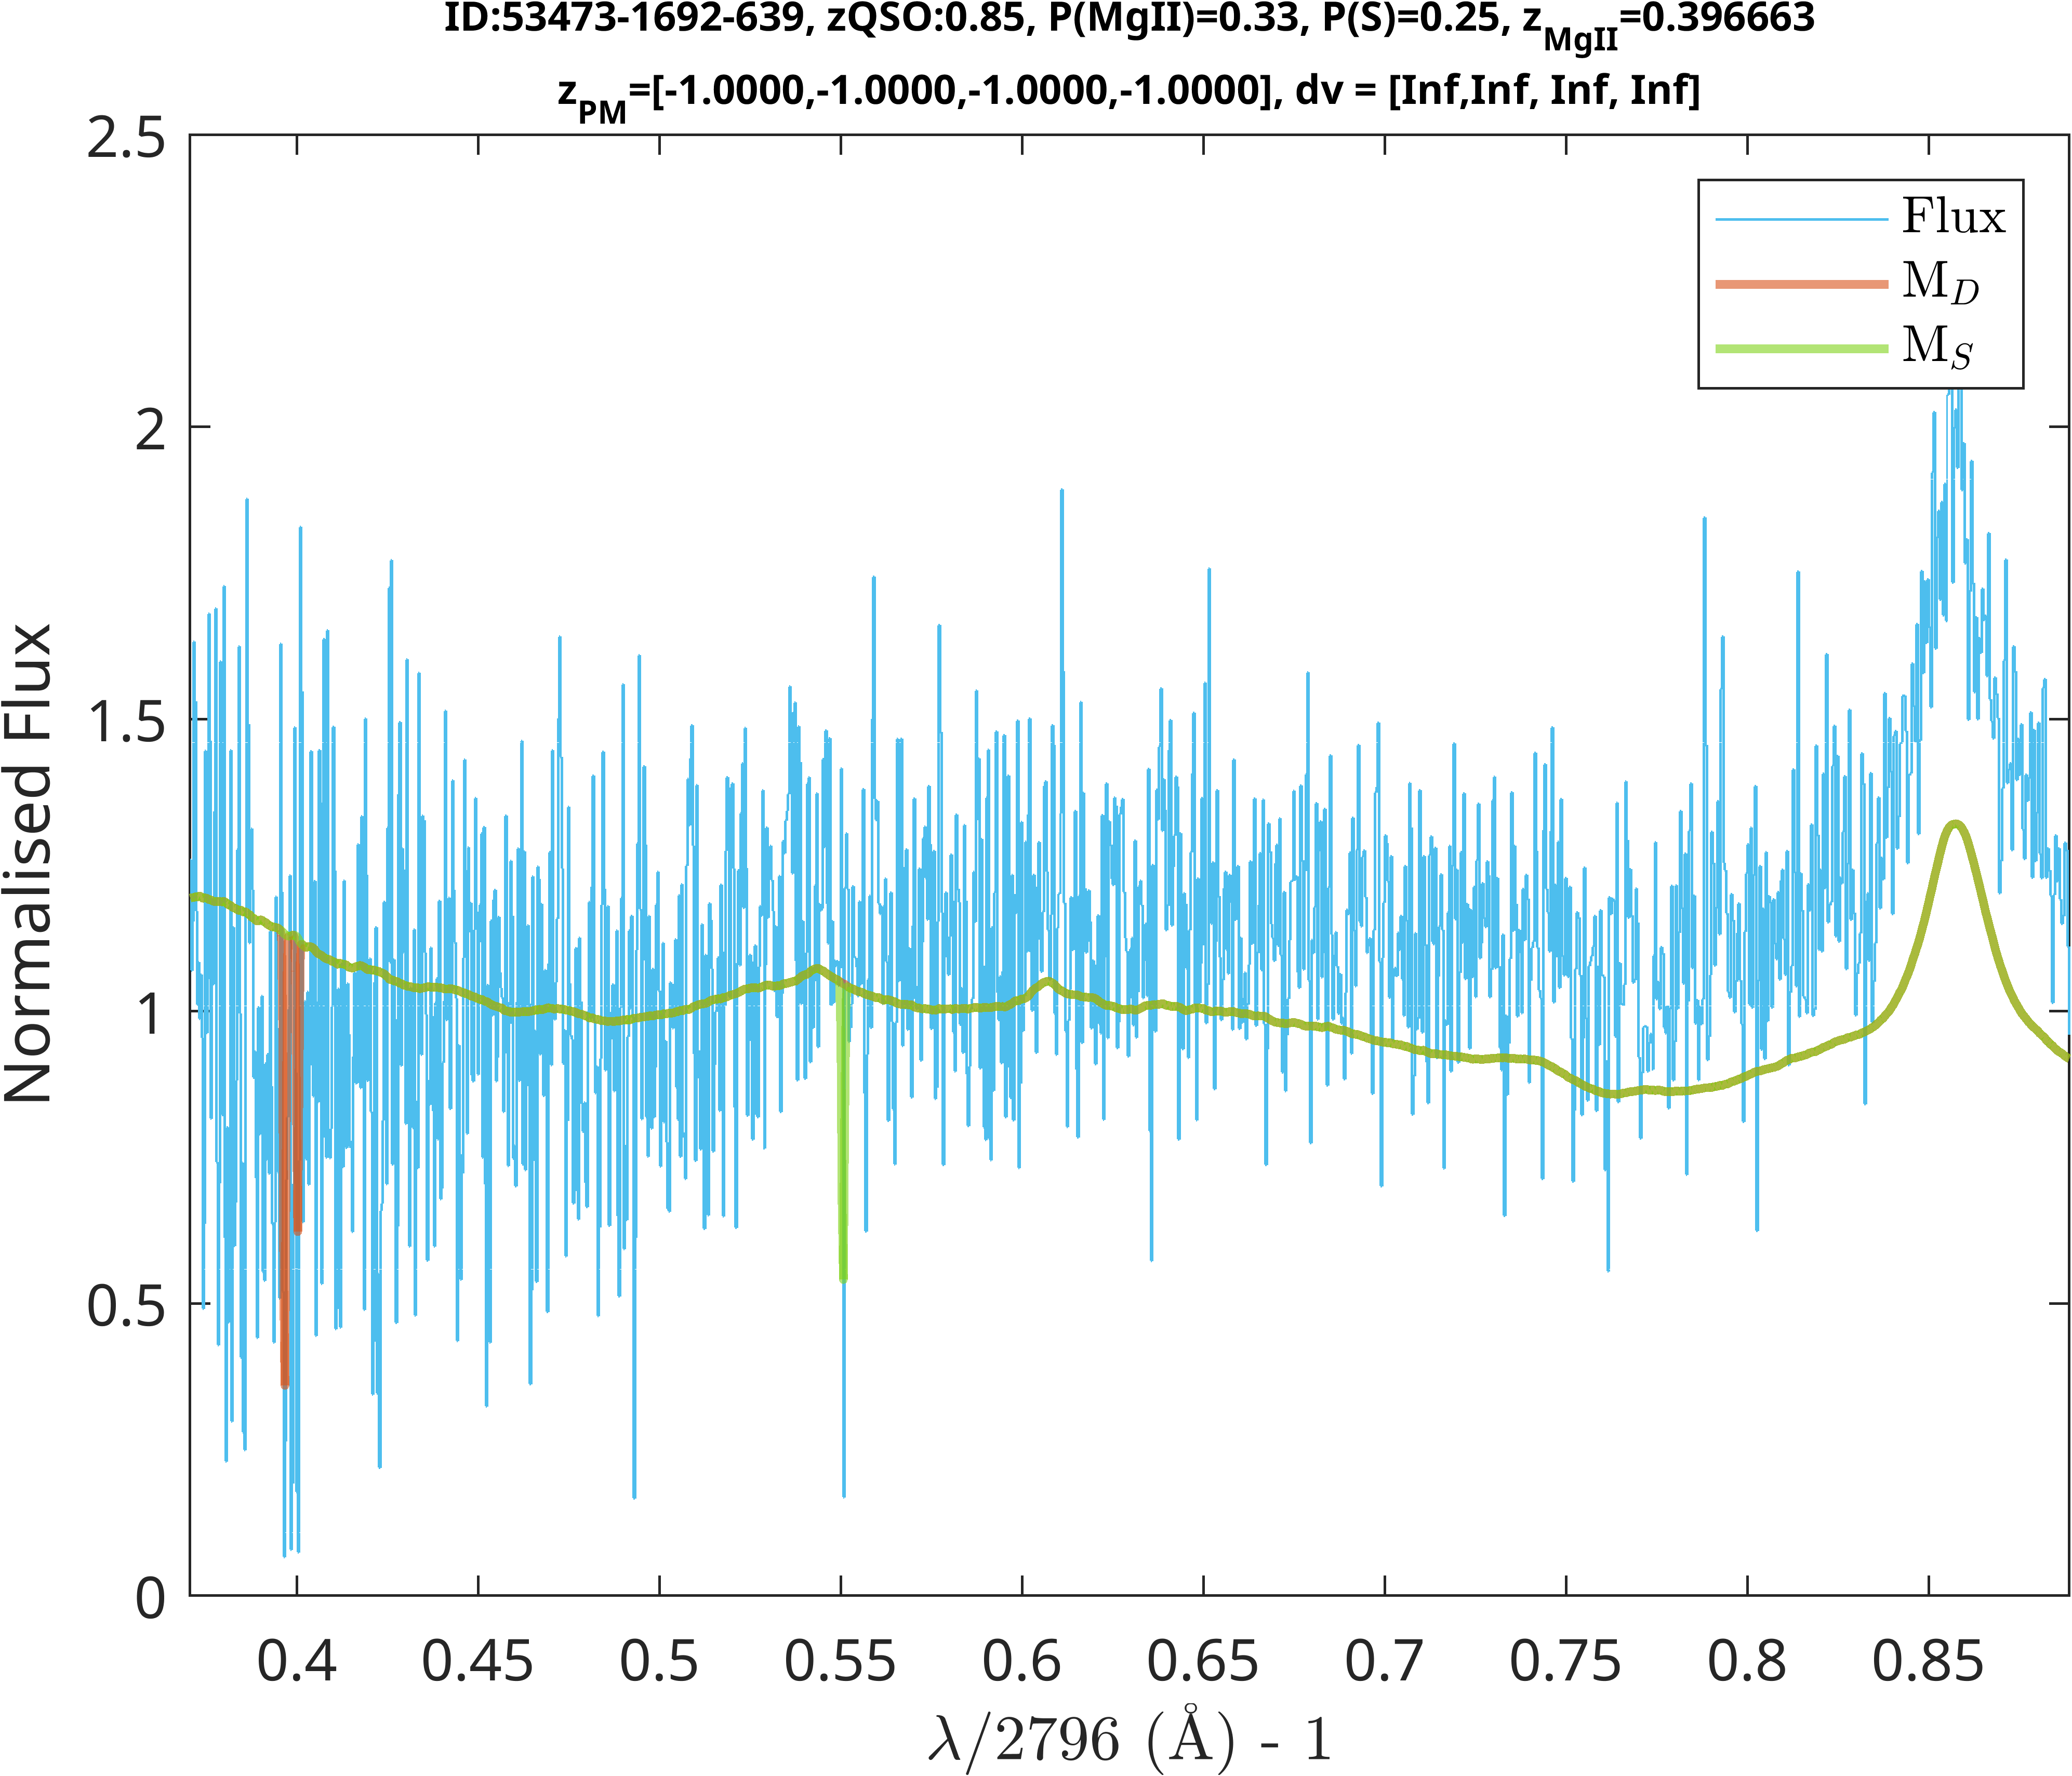 ID:53473-1692-639, zQSO:0.85, P(MgII)=0.33, P(S)=0.25, zMgII=0.396663
zPM=[-1.0000,-1.0000,-1.0000,-1.0000], dv = [Inf,Inf, Inf, Inf]
2.5
2
1.5
1
0.5
0
Normalised Flux
Flux
MD
MS
0.4 0.45 0.5 0.55 0.6 0.65 0.7 0.75 0.8 0.85
λ/2796 (Å) - 1